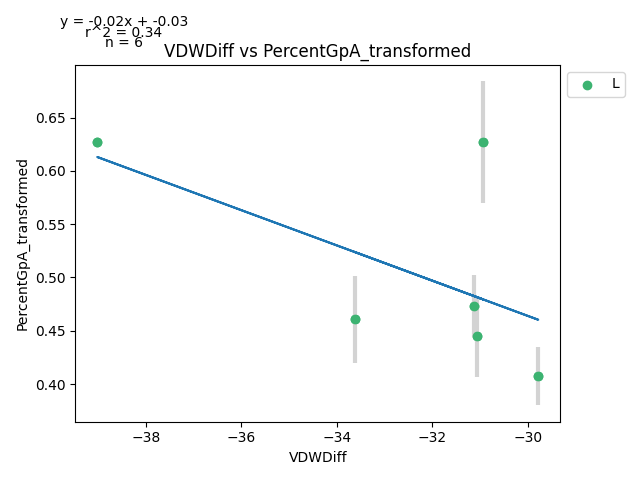 y = -0.02x + -0.03
r^2 = 0.34
n = 6
VDWDiff vs PercentGpA_transformed
L
PercentGpA_transformed
0.65
0.60
0.55
0.50
0.45
0.40
−38
−36
−34
−32
−30
VDWDiff